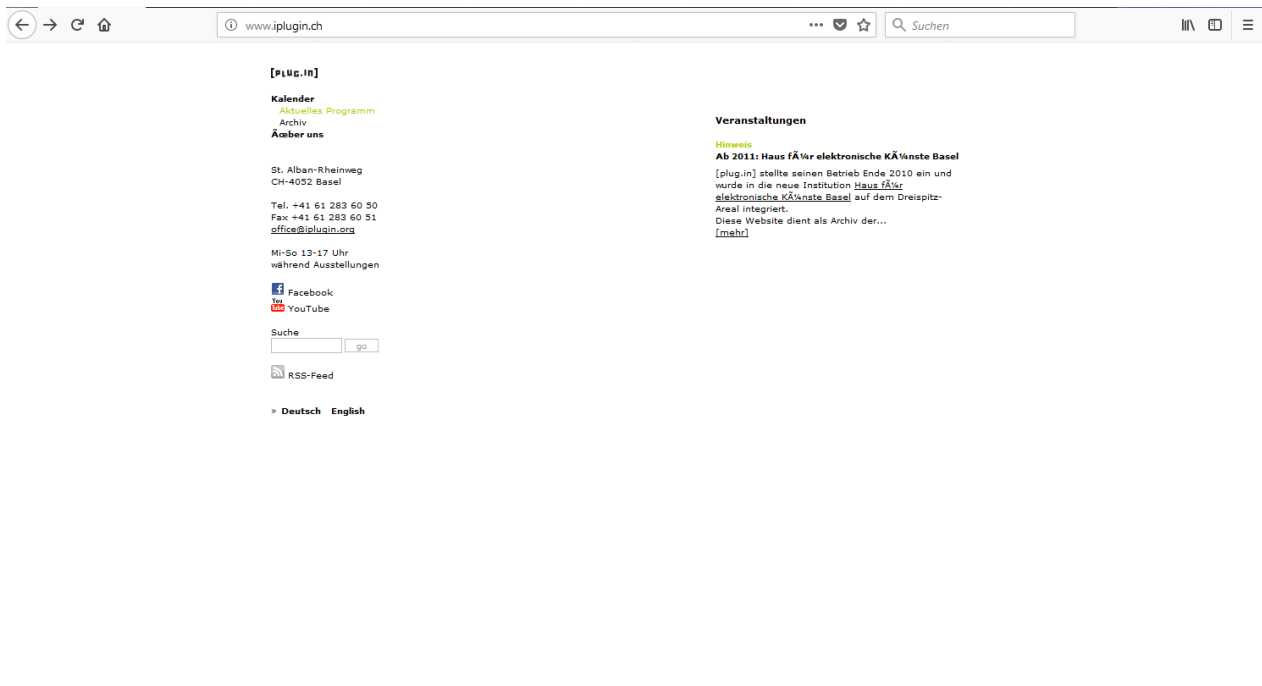 www.iplugin.ch
Suchen
[PLUG.IN]
Kalender
Aktuelles Programm
Archiv
Ãœber uns
St. Alban-Rheinweg
CH-4052 Basel
Tel. +41 61 283 60 50
Fax +41 61 283 60 51
office@iplugin.org
Mi-So 13-17 Uhr
während Ausstellungen
Facebook
You
Tube YouTube
Suche
go
RSS-Feed
» Deutsch English
Veranstaltungen
Hinweis
Ab 2011: Haus fÃ¼r elektronische KÃ¼nste Basel
[plug.in] stellte seinen Betrieb Ende 2010 ein und
wurde in die neue Institution Haus fÃ¼r
elektronische KÃ¼nste Basel auf dem Dreispitz-
Areal integriert.
Diese Website dient als Archiv der...
[mehr]